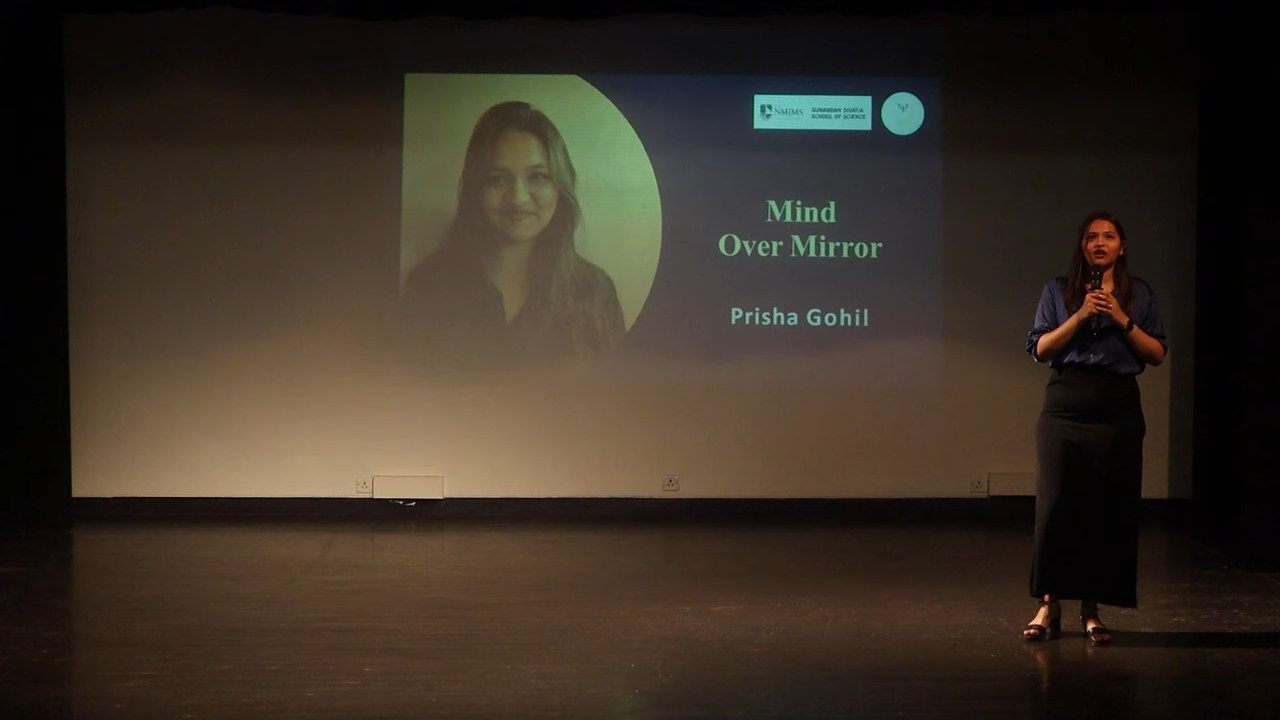 NMIMS
SUNANDAN DIVATIA
SCHOOL OF SCIENCE
Mind
Over Mirror
Prisha Gohil